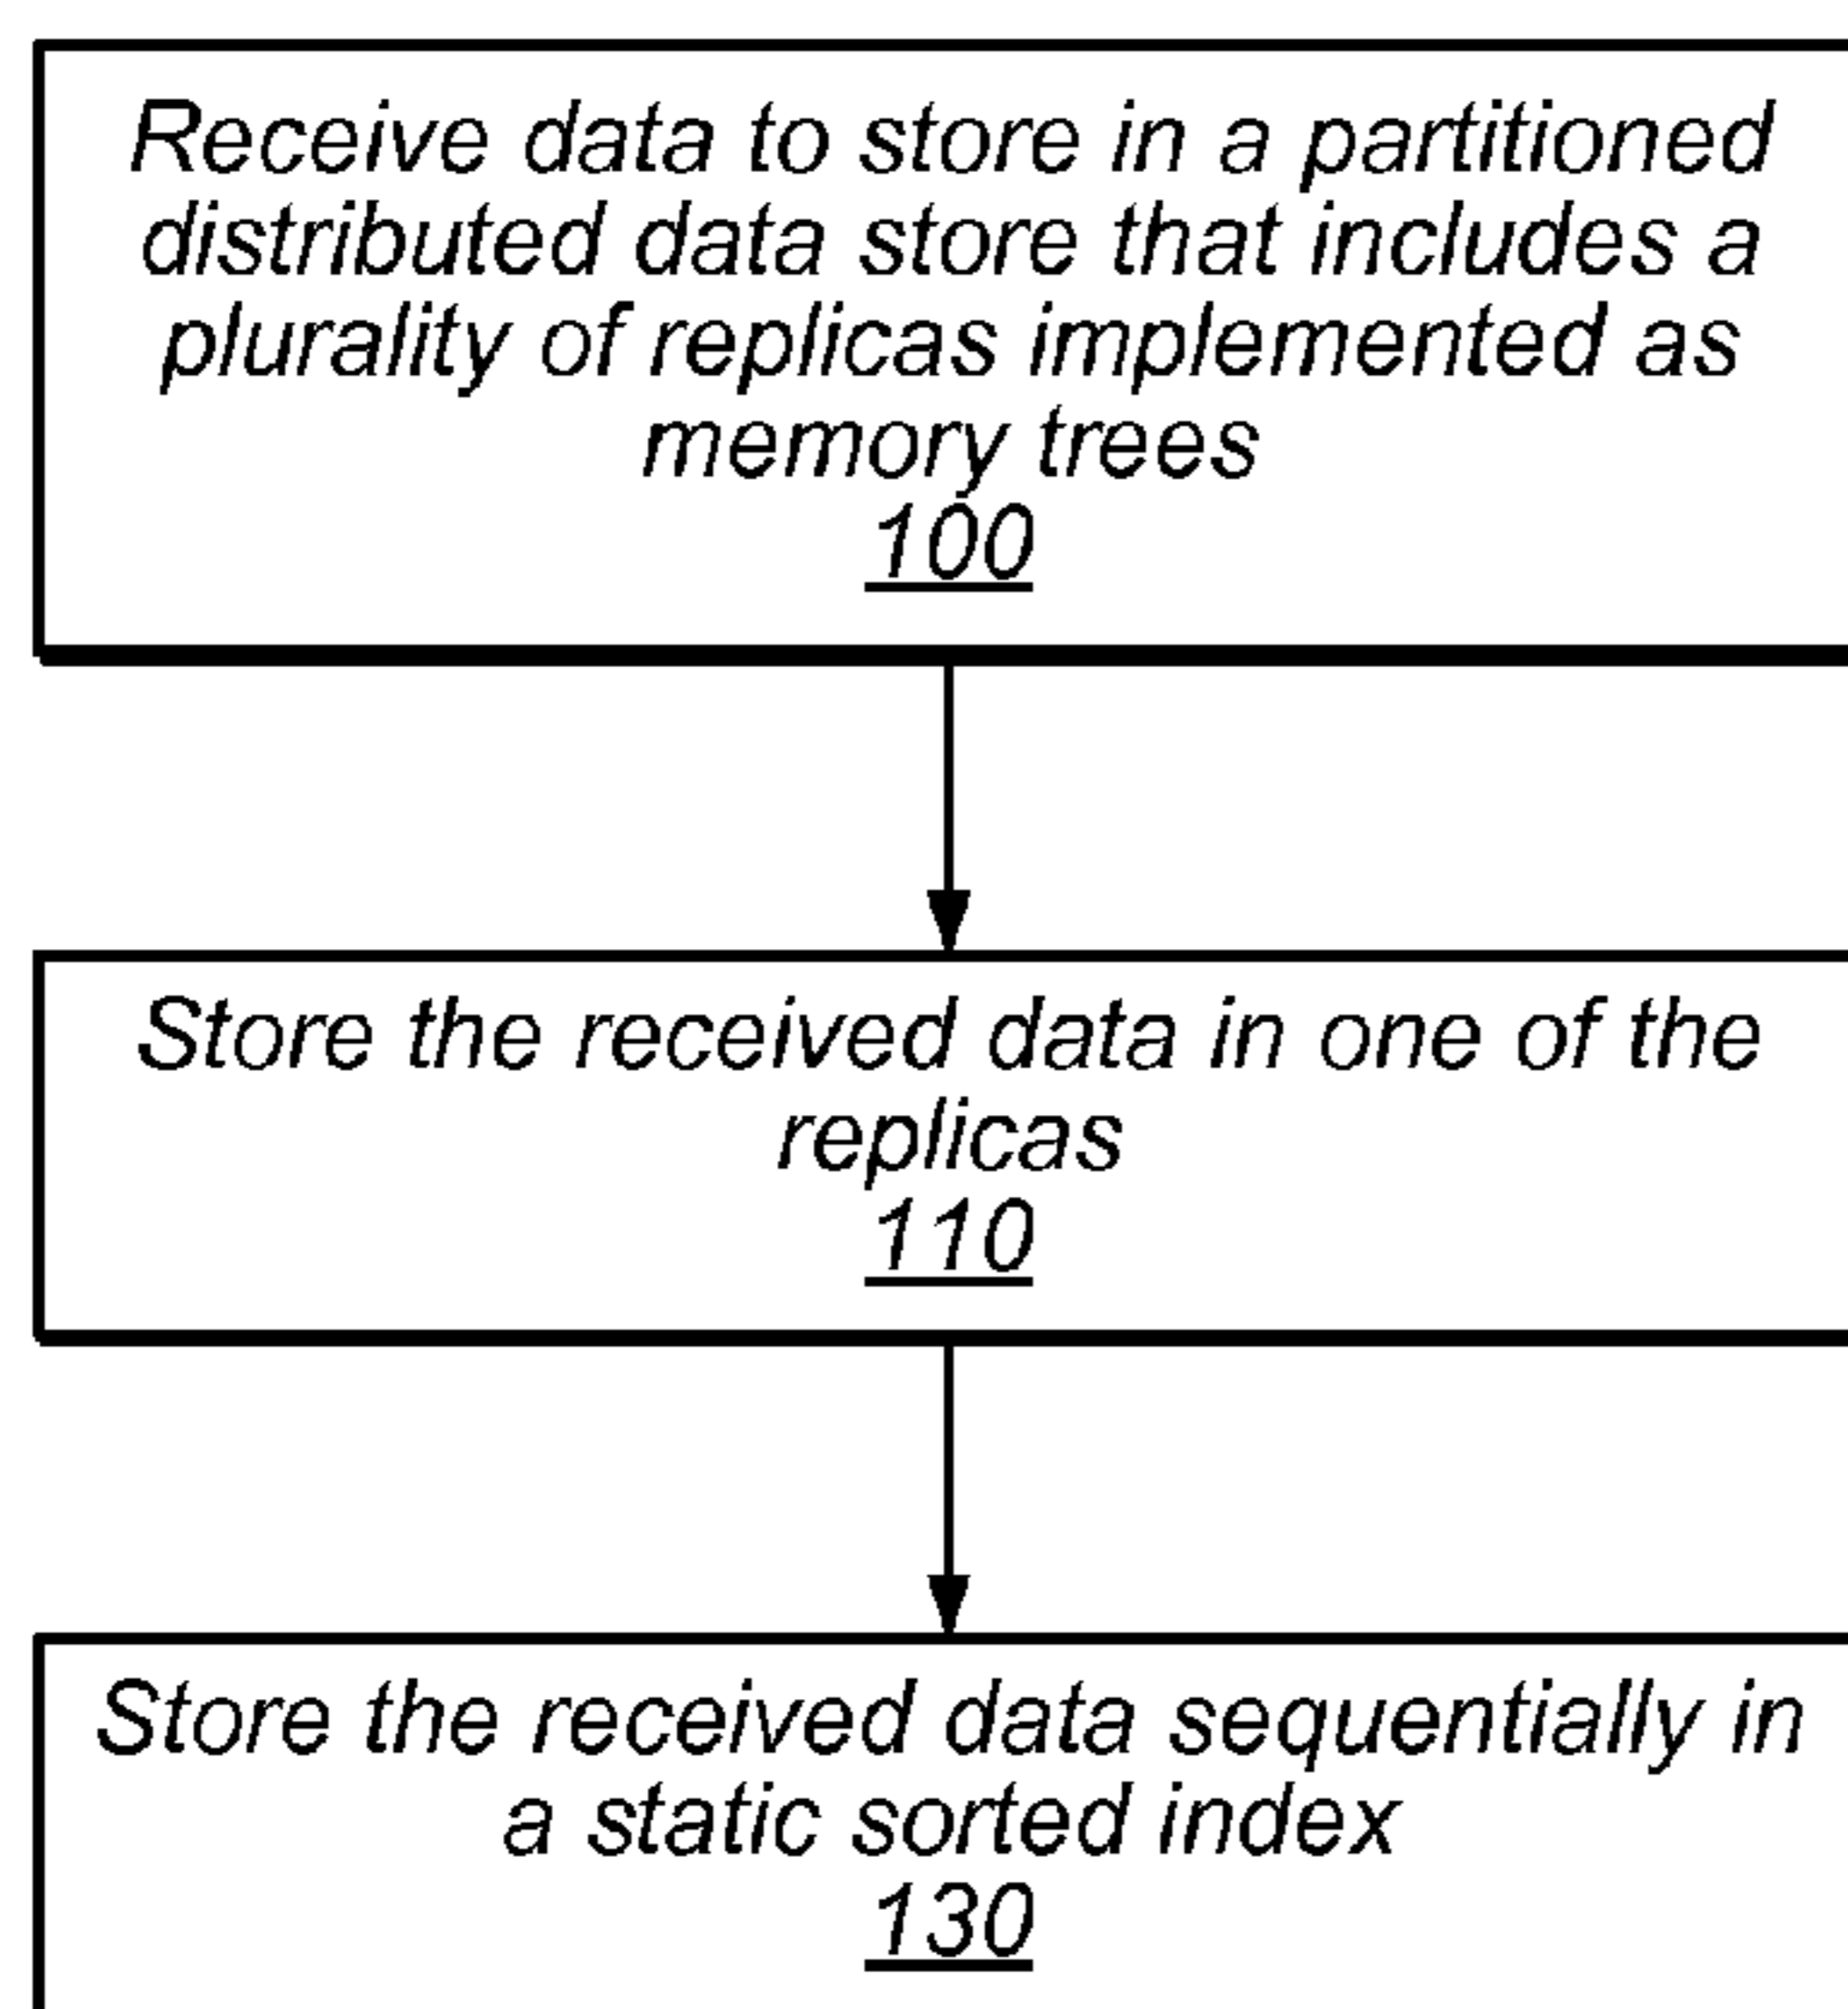 Receive data to store in a partitioned
distributed data store that includes a
plurality of replicas implemented as
memory trees
100
Store the received data in one of the
replicas
110
Store the received data sequentially in
a static sorted index
130